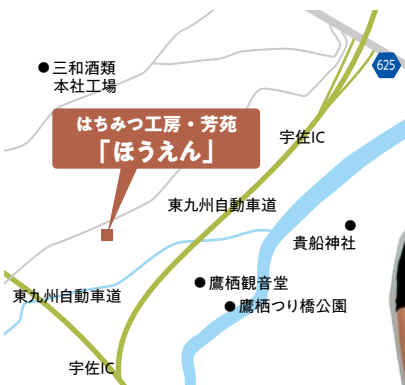 三和酒類
本社工場
625
はちみつ工房・芳苑
「ほうえん」
宇佐IC
東九州自動車道
貴船神社
鷹栖観音堂
鷹栖つり橋公園
東九州自動車道
宇佐IC